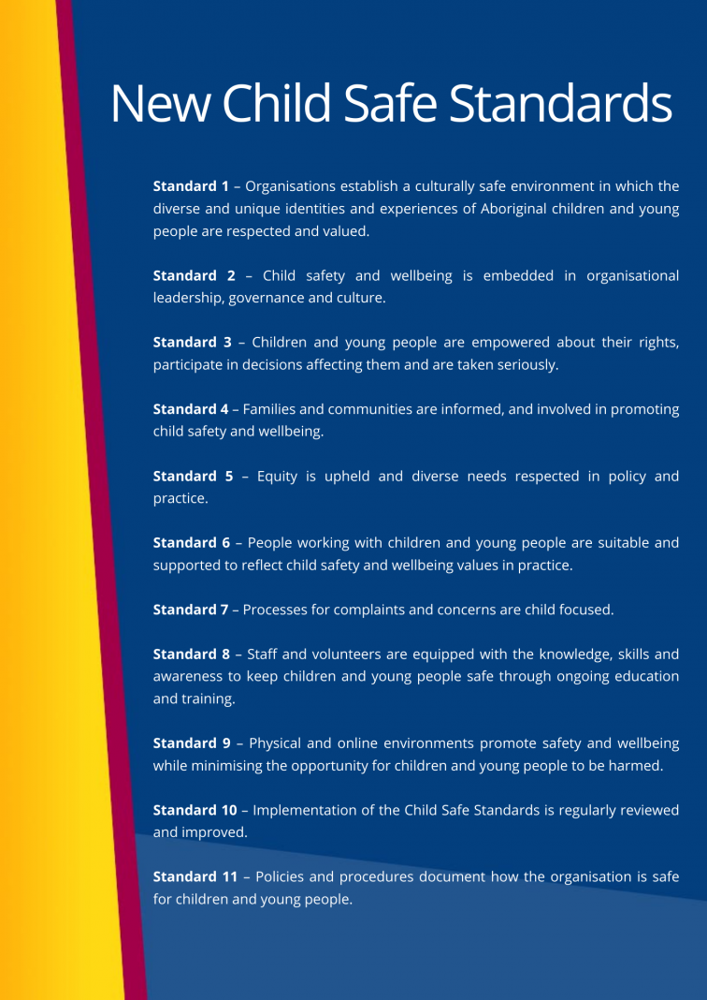 New Child Safe Standards
Standard 1 – Organisations establish a culturally safe environment in which the
diverse and unique identities and experiences of Aboriginal children and young
people are respected and valued.
Standard 2 – Child safety and wellbeing is embedded in organisational
leadership, governance and culture.
Standard 3 – Children and young people are empowered about their rights,
participate in decisions affecting them and are taken seriously.
Standard 4 – Families and communities are informed, and involved in promoting
child safety and wellbeing.
Standard 5 – Equity is upheld and diverse needs respected in policy and
practice.
Standard 6 – People working with children and young people are suitable and
supported to reflect child safety and wellbeing values in practice.
Standard 7 – Processes for complaints and concerns are child focused.
Standard 8 – Staff and volunteers are equipped with the knowledge, skills and
awareness to keep children and young people safe through ongoing education
and training.
Standard 9 – Physical and online environments promote safety and wellbeing
while minimising the opportunity for children and young people to be harmed.
Standard 10 – Implementation of the Child Safe Standards is regularly reviewed
and improved.
Standard 11 – Policies and procedures document how the organisation is safe
for children and young people.